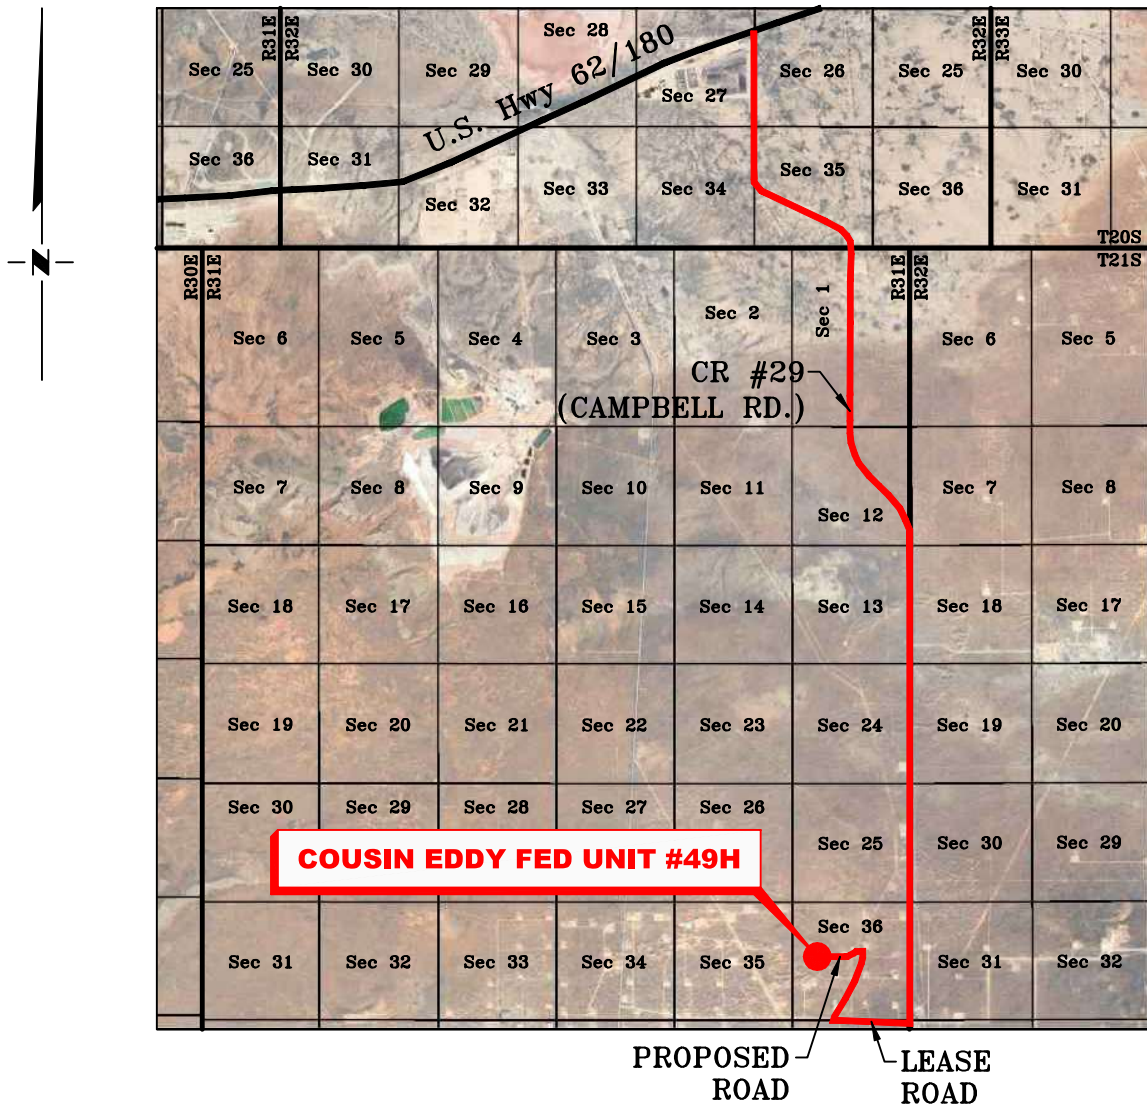 R31E
R32E
R32E
R33E
Sec 28
Sec 25
Sec 30
Sec 29
U.S. Hwy 62/180
Sec 27
Sec 26
Sec 25
Sec 30
Sec 36
Sec 31
Sec 32
Sec 33
Sec 34
Sec 35
Sec 36
Sec 31
T20S
T21S
N
R30E
R31E
R31E
R32E
Sec 6
Sec 5
Sec 4
Sec 3
Sec 2
Sec 1
Sec 6
Sec 5
CR #29
(CAMPBELL RD.)
Sec 7
Sec 8
Sec 9
Sec 10
Sec 11
Sec 12
Sec 7
Sec 8
Sec 18
Sec 17
Sec 16
Sec 15
Sec 14
Sec 13
Sec 18
Sec 17
Sec 19
Sec 20
Sec 21
Sec 22
Sec 23
Sec 24
Sec 19
Sec 20
Sec 30
Sec 29
Sec 28
Sec 27
Sec 26
Sec 25
Sec 30
Sec 29
COUSIN EDDY FED UNIT #49H
Sec 31
Sec 32
Sec 33
Sec 34
Sec 35
Sec 36
Sec 31
Sec 32
PROPOSED
ROAD
LEASE
ROAD